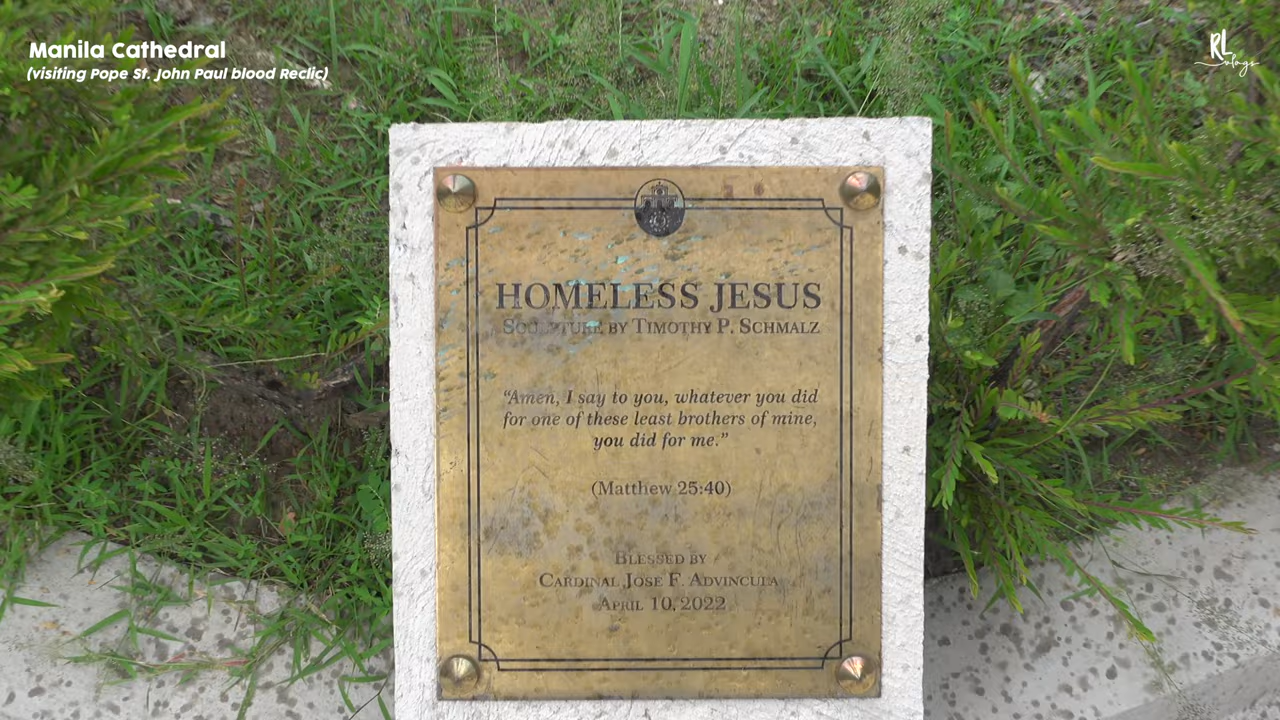 Manila Cathedral
(visiting Pope St. John Paul blood Reclic)
RL
vlogs
HOMELESS JESUS
SCULPTURE BY TIMOTHY P. SCHMALZ
“Amen, I say to you, whatever you did
for one of these least brothers of mine,
you did for me.”
(Matthew 25:40)
BLESSED BY
CARDINAL JOSE F. ADVINCULA
APRIL 10, 2022